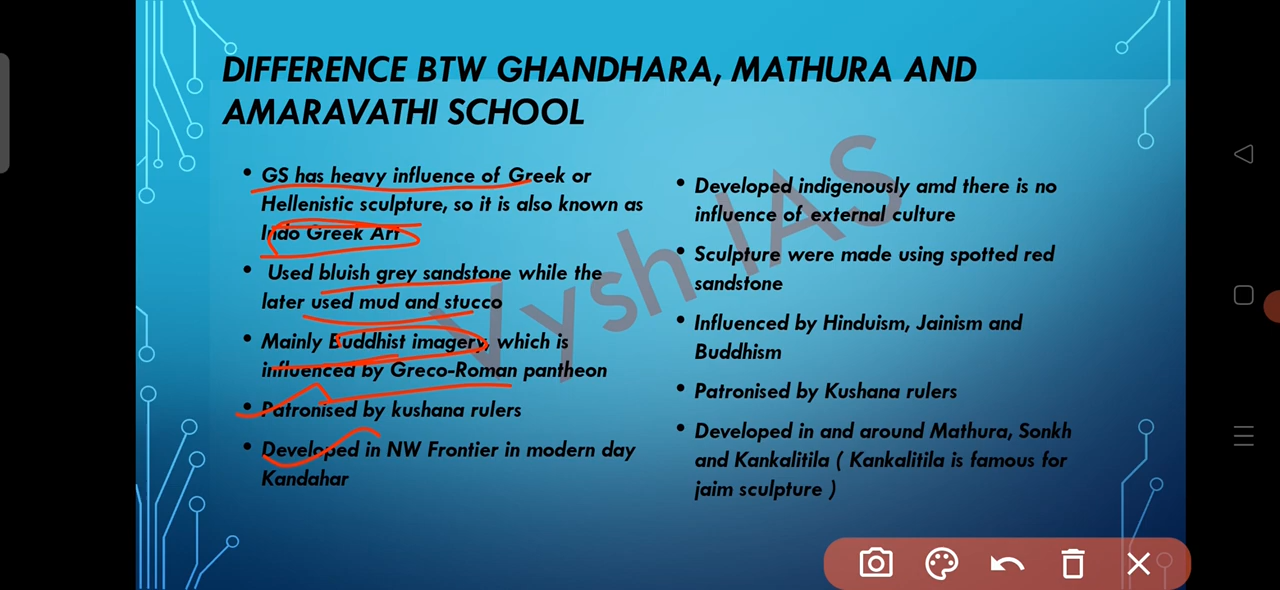 DIFFERENCE BTW GHANDHARA, MATHURA AND
AMARAVATHI SCHOOL
• GS has heavy influence of Greek or
Hellenistic sculpture, so it is also known as
Indo Greek Art
• Used bluish grey sandstone while the
later used mud and stucco
• Mainly Buddhist imagery, which is
influenced by Greco-Roman pantheon
• Patronised by kushana rulers
• Developed in NW Frontier in modern day
Kandahar
• Developed indigenously amd there is no
influence of external culture
• Sculpture were made using spotted red
sandstone
• Influenced by Hinduism, Jainism and
Buddhism
• Patronised by Kushana rulers
• Developed in and around Mathura, Sonkh
and Kankalitila ( Kankalitila is famous for
jaim sculpture )
Vysh IAS